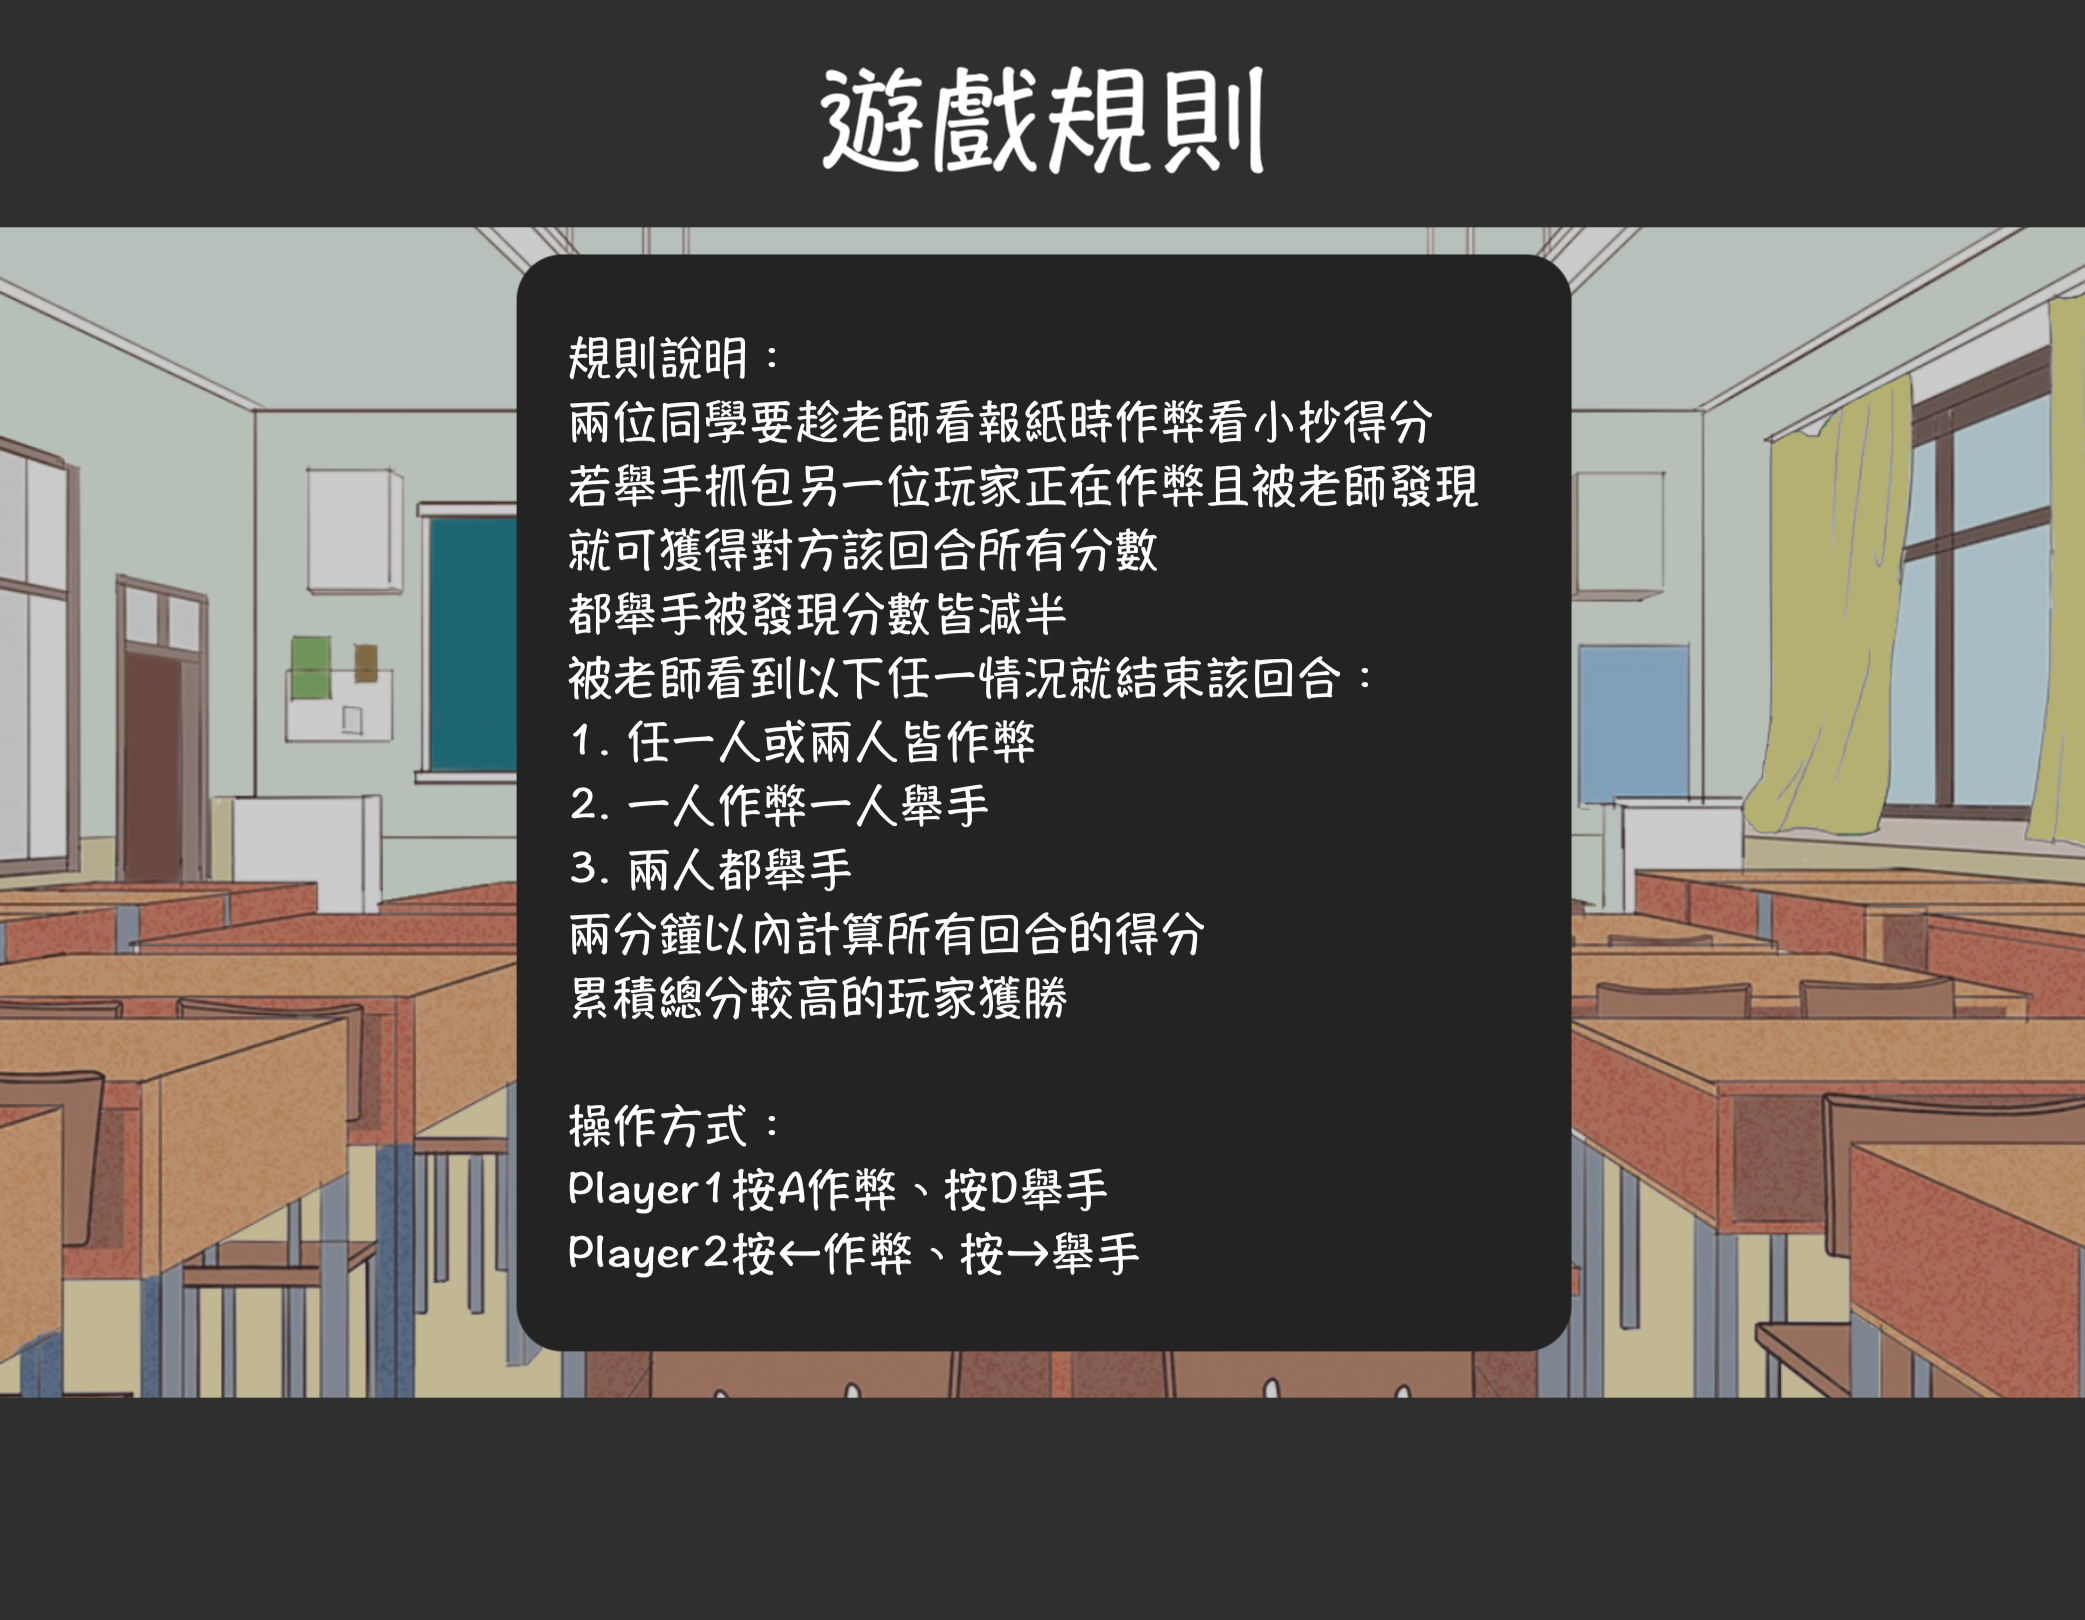 遊戲規則
規則說明：
兩位同學要趁老師看報紙時作弊看小抄得分
若舉手抓包另一位玩家正在作弊且被老師發現
就可獲得對方該回合所有分數
都舉手被發現分數皆減半
被老師看到以下任一情況就結束該回合：
1. 任一人或兩人皆作弊
2. 一人作弊一人舉手
3. 兩人都舉手
兩分鐘以內計算所有回合的得分
累積總分較高的玩家獲勝
操作方式：
Player1按A作弊、按D舉手
Player2按←作弊、按→舉手